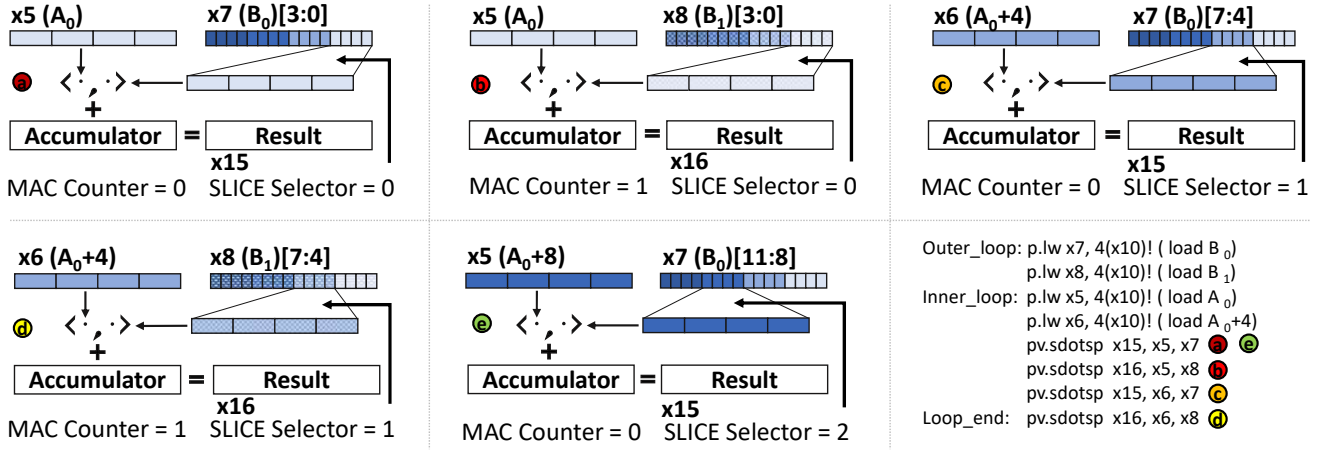 x5 (A0) x7 (B0)[3:0]
a < · , · >
+
Accumulator = Result
x15
MAC Counter = 0 SLICE Selector = 0
x5 (A0) x8 (B1)[3:0]
b < · , · >
+
Accumulator = Result
x16
MAC Counter = 1 SLICE Selector = 0
x6 (A0+4) x7 (B0)[7:4]
c < · , · >
+
Accumulator = Result
x15
MAC Counter = 0 SLICE Selector = 1
x6 (A0+4) x8 (B1)[7:4]
d < · , · >
+
Accumulator = Result
x16
MAC Counter = 1 SLICE Selector = 1
x5 (A0+8) x7 (B0)[11:8]
e < · , · >
+
Accumulator = Result
x15
MAC Counter = 0 SLICE Selector = 2
Outer_loop: p.lw x7, 4(x10)! ( load B0)
p.lw x8, 4(x10)! ( load B1)
Inner_loop: p.lw x5, 4(x10)! ( load A0)
p.lw x6, 4(x10)! ( load A0+4)
pv.sdotsp x15, x5, x7 a e
pv.sdotsp x16, x5, x8 b
pv.sdotsp x15, x6, x7 c
Loop_end: pv.sdotsp x16, x6, x8 d